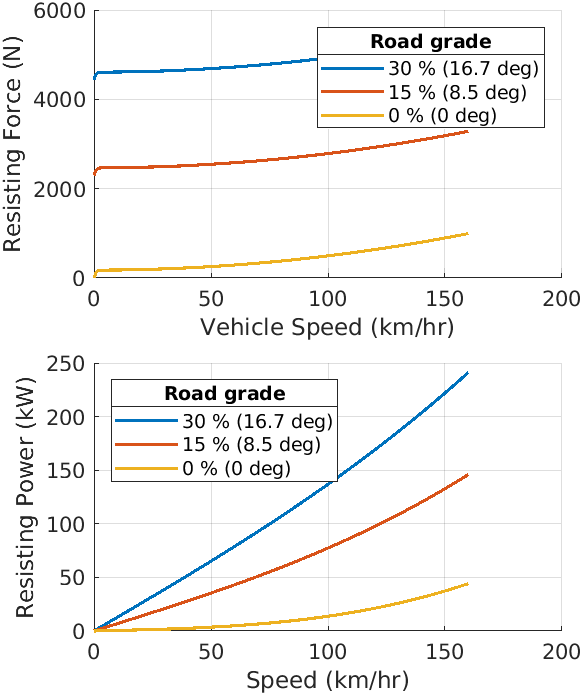 6000
4000
2000
0
Resisting Force (N)
Road grade
30 % (16.7 deg)
15 % (8.5 deg)
0 % (0 deg)
0
50
100
150
200
Vehicle Speed (km/hr)
250
200
150
100
50
0
Resisting Power (kW)
Road grade
30 % (16.7 deg)
15 % (8.5 deg)
0 % (0 deg)
0
50
100
150
200
Speed (km/hr)